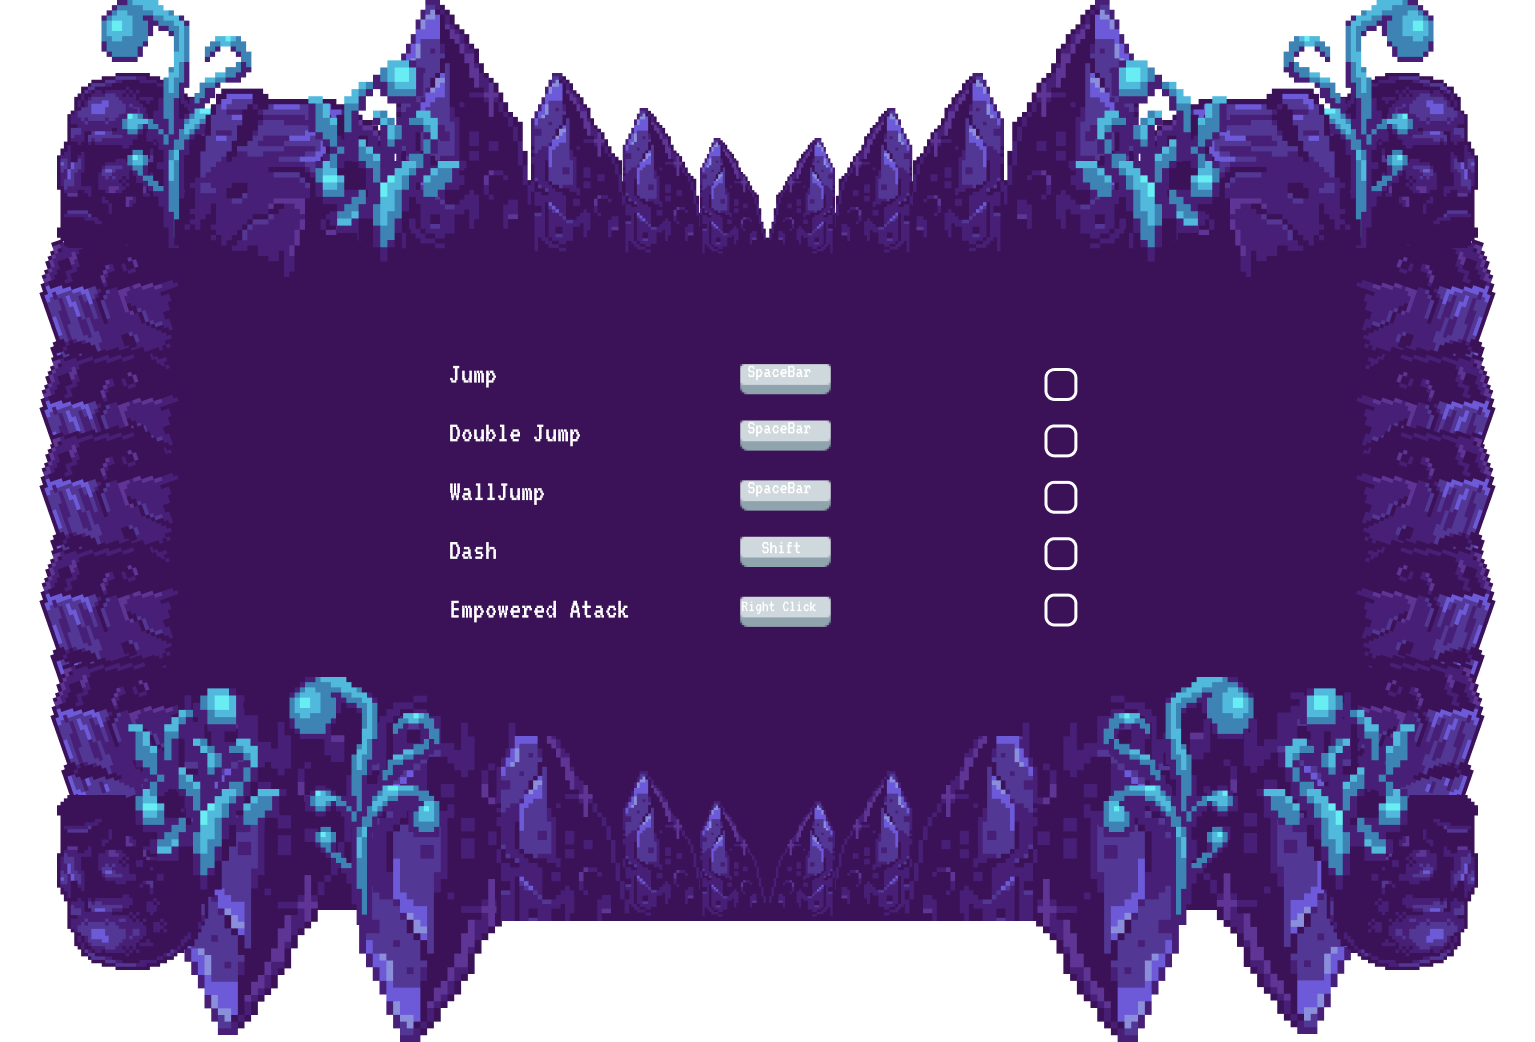 Jump SpaceBar
Double Jump SpaceBar
WallJump SpaceBar
Dash Shift
Empowered Atack Right Click